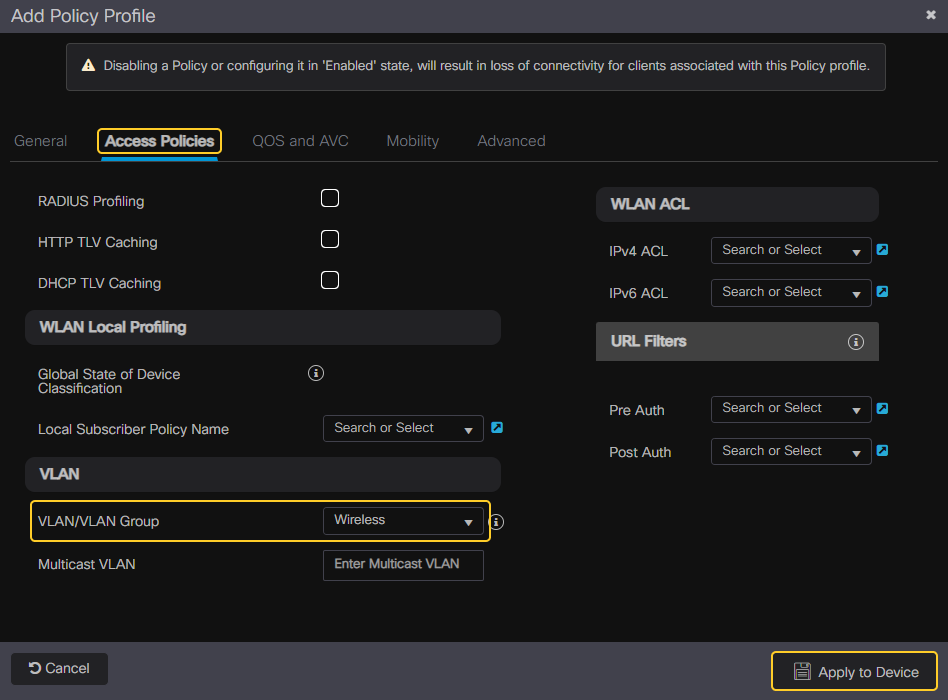 Add Policy Profile
Disabling a Policy or configuring it in 'Enabled' state, will result in loss of connectivity for clients associated with this Policy profile.
General Access Policies QOS and AVC Mobility Advanced
RADIUS Profiling
HTTP TLV Caching
DHCP TLV Caching
WLAN Local Profiling
Global State of Device
Classification
Local Subscriber Policy Name Search or Select
VLAN
VLAN/VLAN Group Wireless
Multicast VLAN Enter Multicast VLAN
WLAN ACL
IPv4 ACL Search or Select
IPv6 ACL Search or Select
URL Filters
Pre Auth Search or Select
Post Auth Search or Select
Cancel Apply to Device